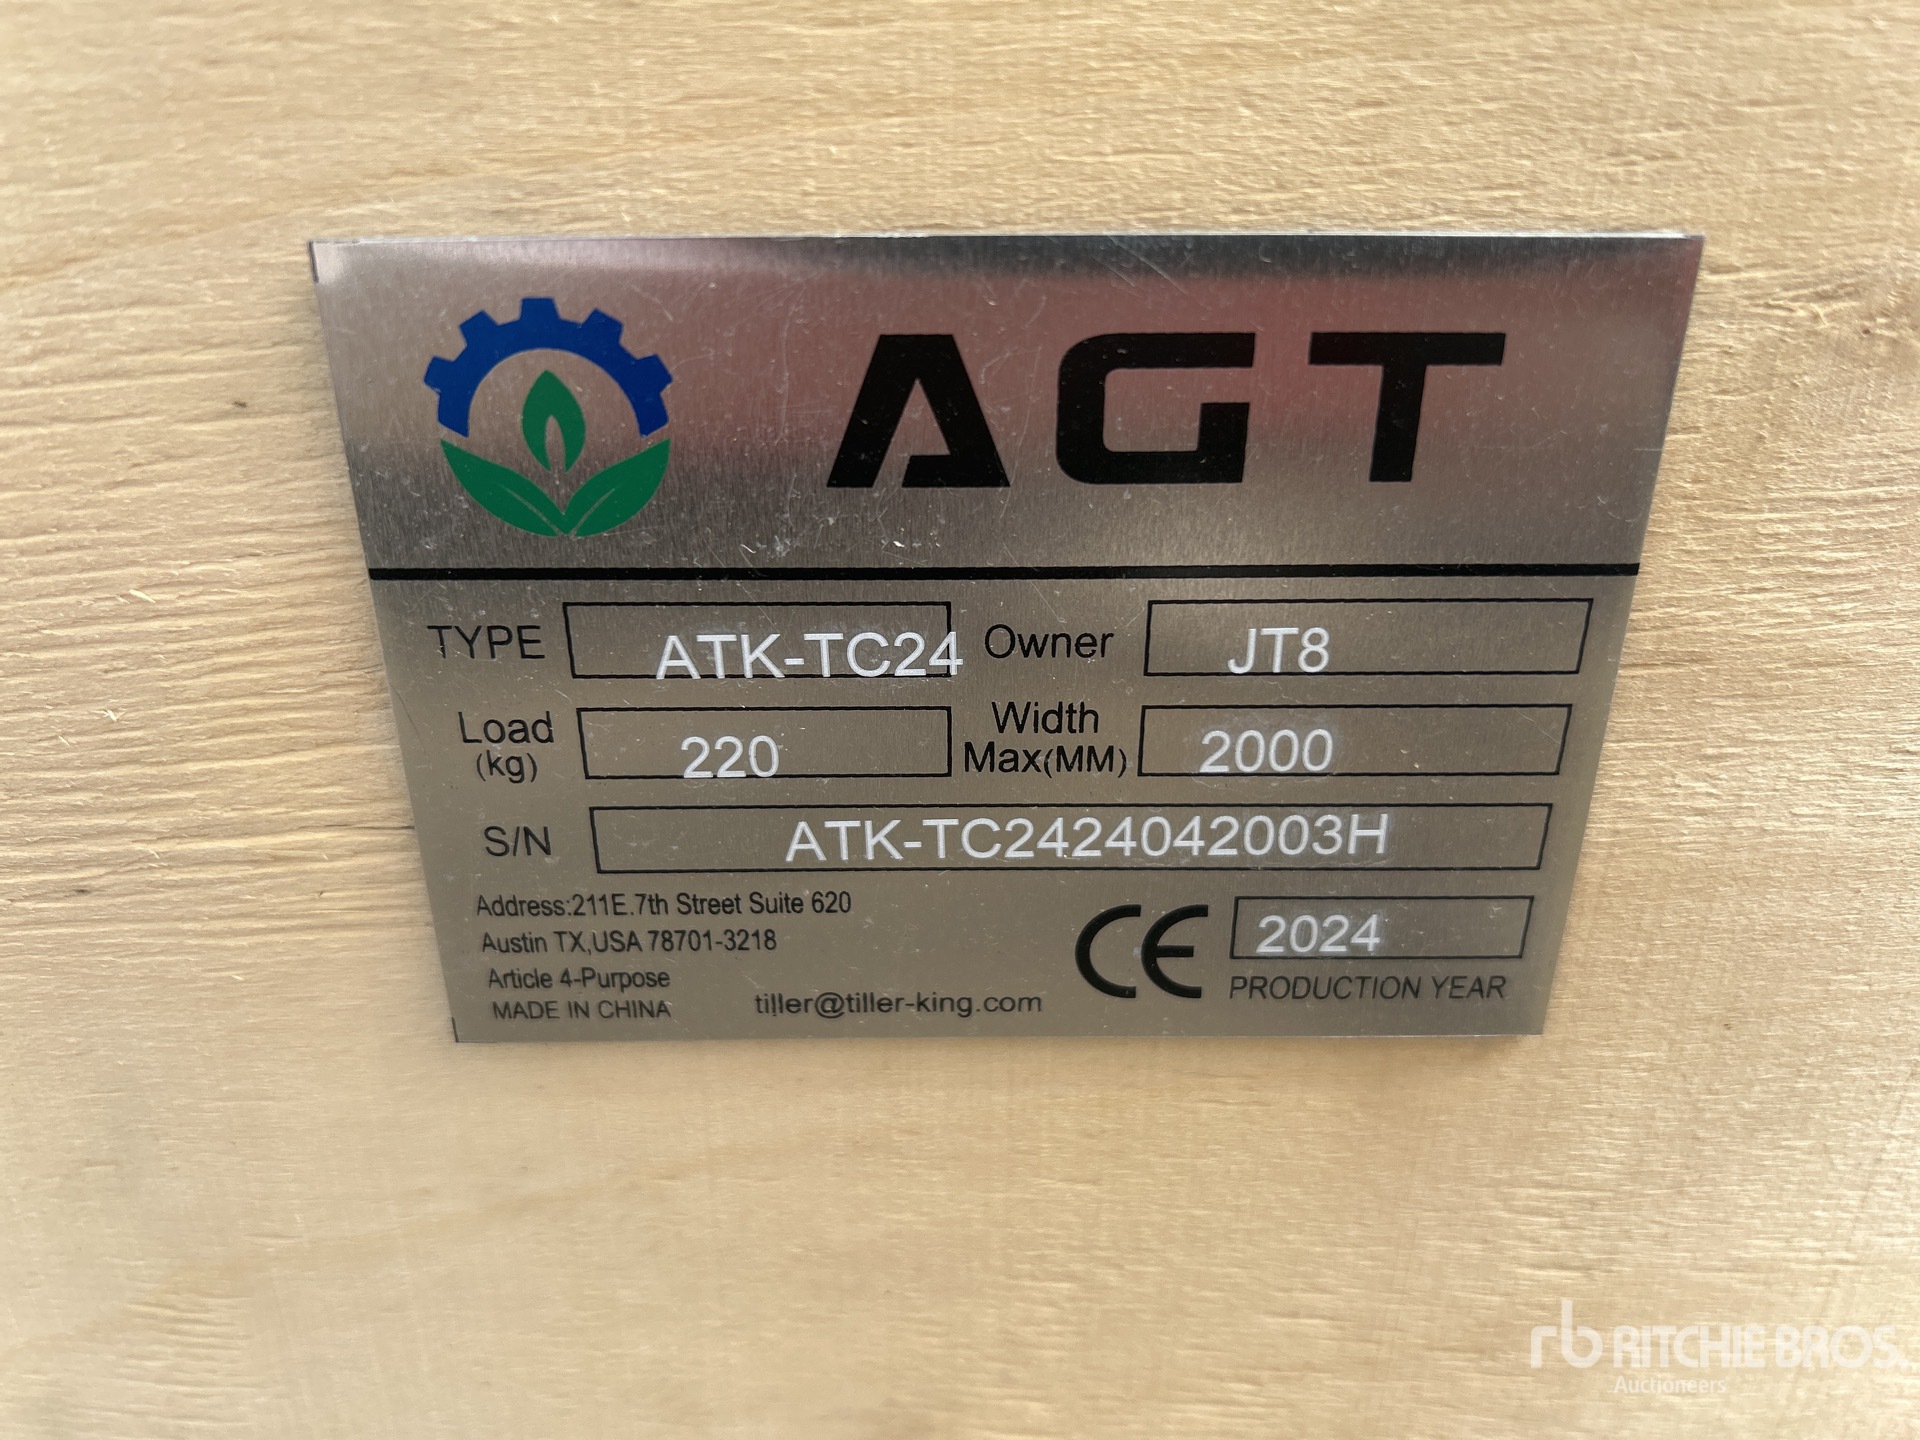 AGT
TYPE ATK-TC24 Owner JT8
Load (kg) 220 Width Max(MM) 2000
S/N ATK-TC2424042003H
Address:211E.7th Street Suite 620
Austin TX,USA 78701-3218
Article 4-Purpose
MADE IN CHINA tiller@tiller-king.com
CE 2024
PRODUCTION YEAR
rb RITCHIE BROS.
Auctioneers